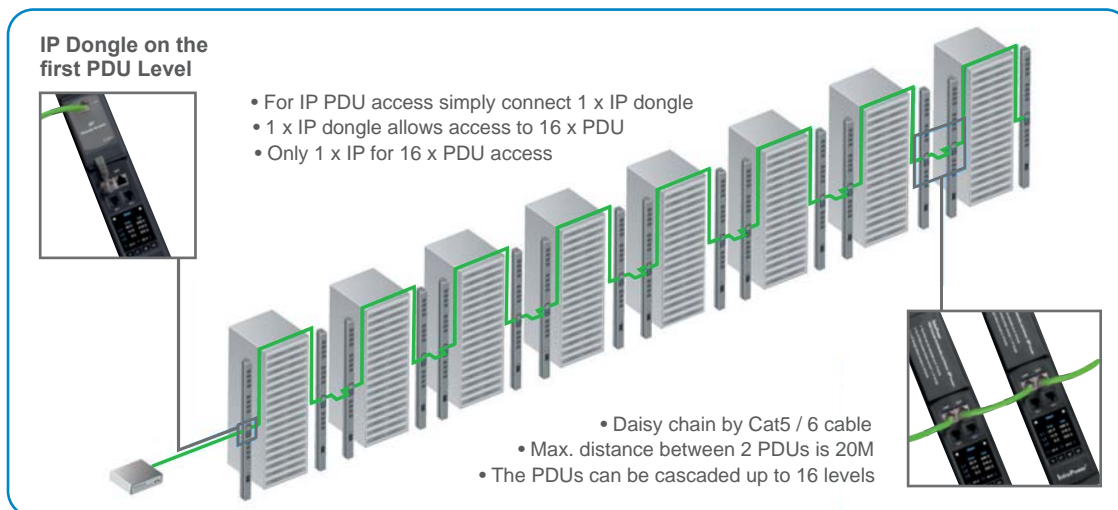 IP Dongle on the
first PDU Level
• For IP PDU access simply connect 1 x IP dongle
• 1 x IP dongle allows access to 16 x PDU
• Only 1 x IP for 16 x PDU access
• Daisy chain by Cat5 / 6 cable
• Max. distance between 2 PDUs is 20M
• The PDUs can be cascaded up to 16 levels